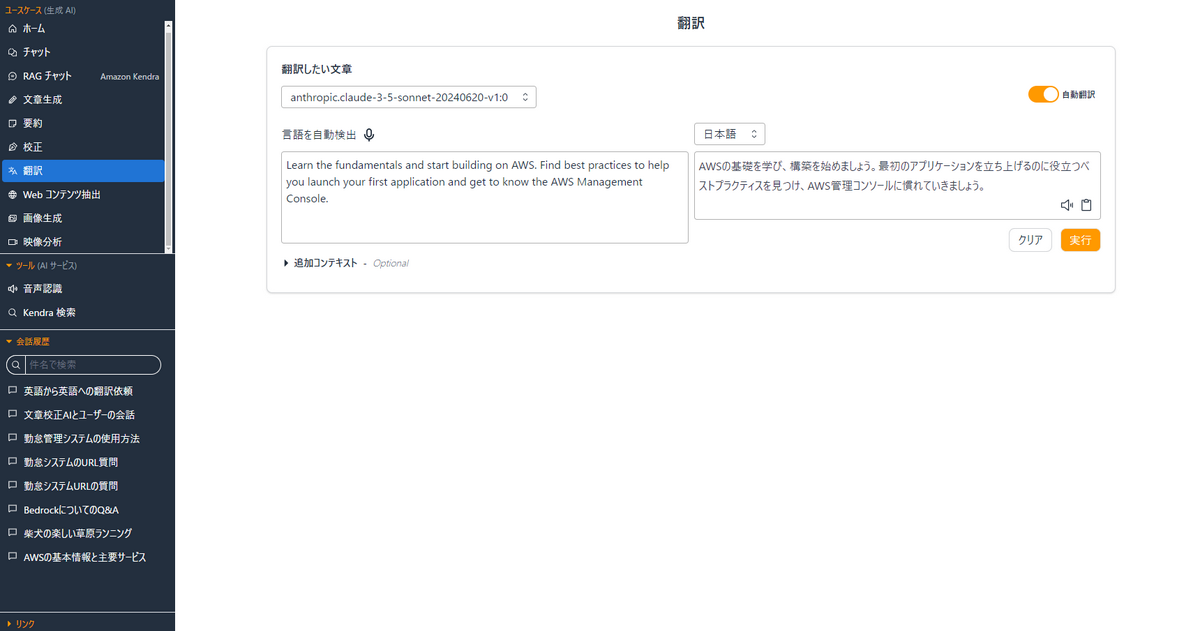 ユースケース (生成 AI)
ホーム
チャット
RAG チャット Amazon Kendra
文章生成
要約
校正
翻訳
Web コンテンツ抽出
画像生成
映像分析
ツール (AI サービス)
音声認識
Kendra 検索
会話履歴
件名で検索
英語から英語への翻訳依頼
文章校正AIとユーザーの会話
勤怠管理システムの使用方法
勤怠システムのURL質問
勤怠システムURLの質問
BedrockについてのQ&A
柴犬の楽しい草原ランニング
AWSの基本情報と主要サービス
リンク
翻訳
翻訳したい文章
anthropic.claude-3-5-sonnet-20240620-v1:0
自動翻訳
言語を自動検出
日本語
Learn the fundamentals and start building on AWS. Find best practices to help
you launch your first application and get to know the AWS Management
Console.
AWSの基礎を学び、構築を始めましょう。最初のアプリケーションを立ち上げるのに役立つベ
ストプラクティスを見つけ、AWS管理コンソールに慣れていきましょう。
クリア
実行
追加コンテキスト - Optional